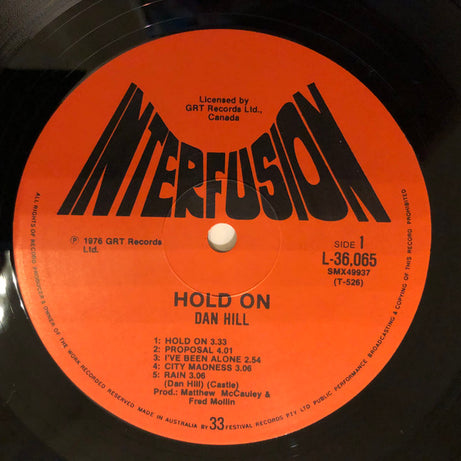 Licensed by
GRT Records Ltd.,
Canada
INTERFUSION
℗ 1976 GRT Records
Ltd.
SIDE 1
L-36,065
SMX49937
(T-526)
HOLD ON
DAN HILL
1: HOLD ON 3.33
2: PROPOSAL 4.01
3: I'VE BEEN ALONE 2.54
4: CITY MADNESS 3.06
5: RAIN 3.06
(Dan Hill) (Castle)
Prod.: Matthew McCauley &
Fred Mollin
ALL RIGHTS OF RECORD PRODUCER & OWNER OF THE WORK RECORDED RESERVED MADE IN AUSTRALIA BY 33 FESTIVAL RECORDS PTY LTD PUBLIC PERFORMANCE BROADCASTING & COPYING OF THIS RECORD PROHIBITED